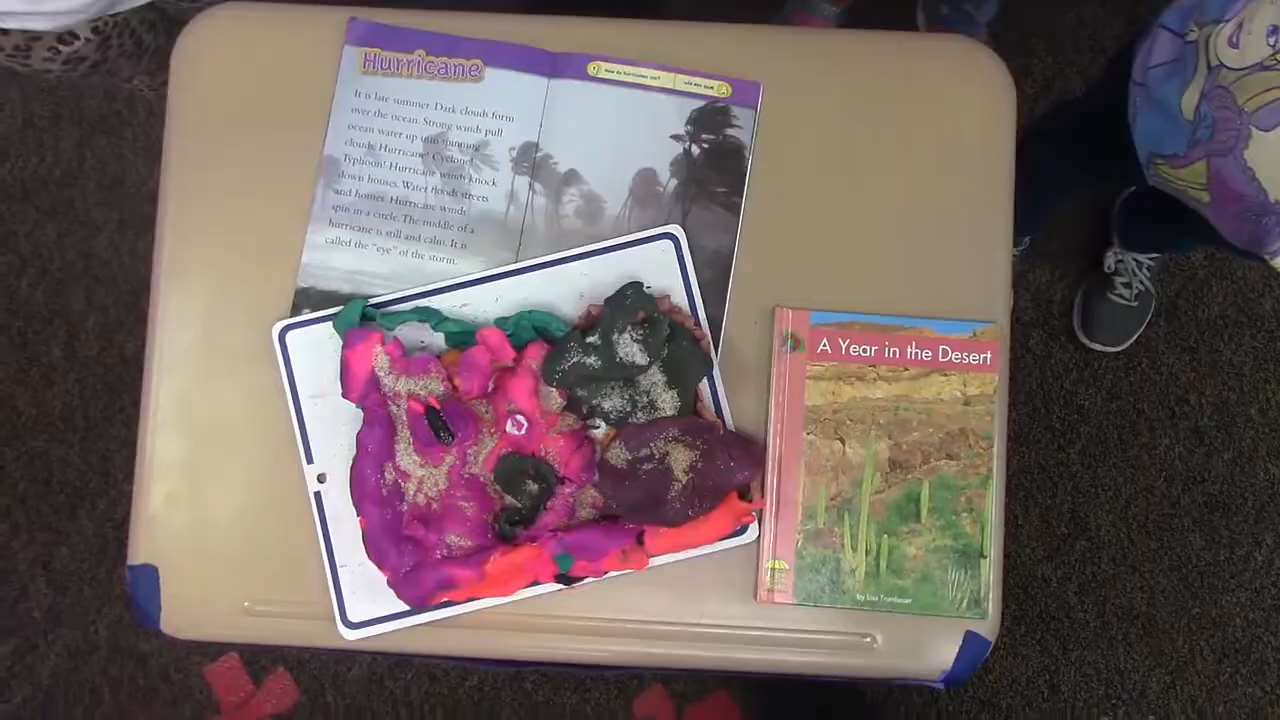 Hurricane
It is late summer. Dark clouds form
over the ocean. Strong winds pull
ocean water up into spinning
clouds. Hurricane! Cyclone!
Typhoon! Hurricane winds knock
down houses. Water floods streets
and homes. Hurricane winds
spin in a circle. The middle of a
hurricane is still and calm. It is
called the "eye" of the storm.
A Year in the Desert
by Lisa Trumbauer